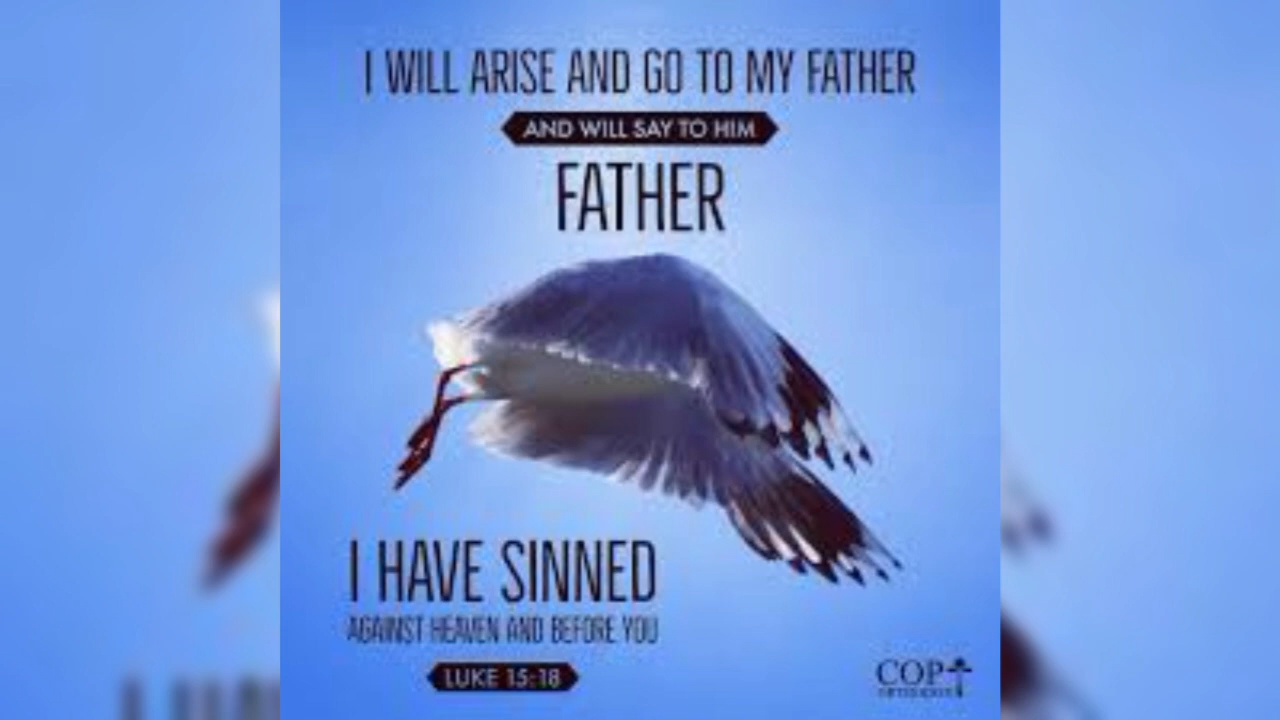 I WILL ARISE AND GO TO MY FATHER
AND WILL SAY TO HIM
FATHER
I HAVE SINNED
AGAINST HEAVEN AND BEFORE YOU
LUKE 15:18
COP